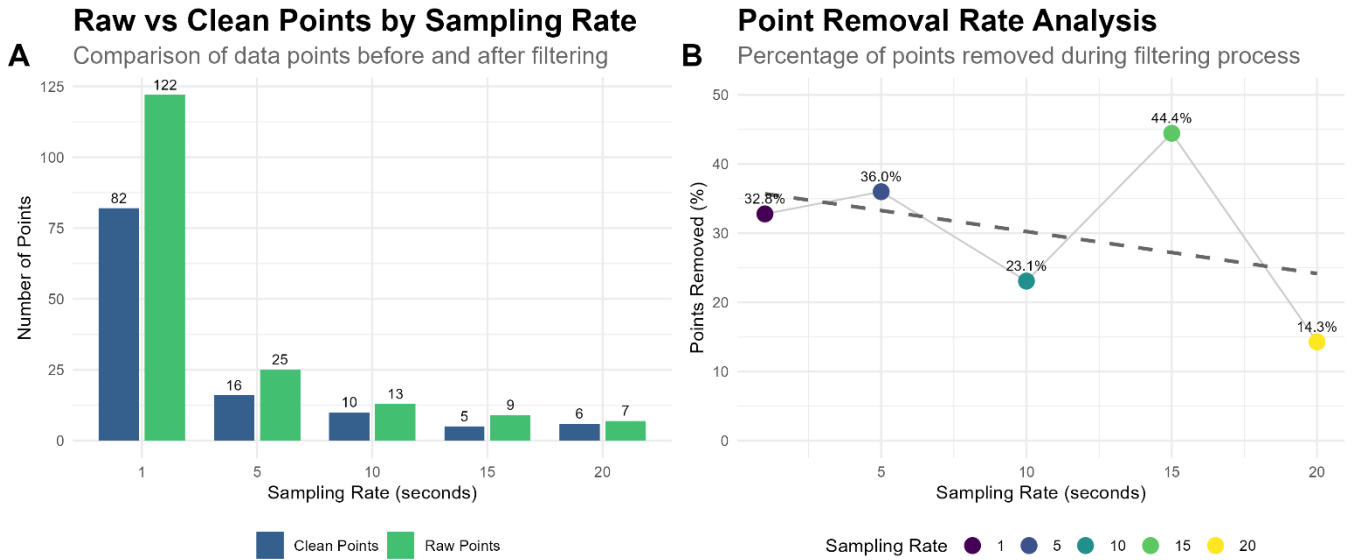 Raw vs Clean Points by Sampling Rate
A
Comparison of data points before and after filtering
Number of Points
125
100
75
50
25
0
82
122
16
25
10
13
5
9
6
7
1
5
10
15
20
Sampling Rate (seconds)
Clean Points
Raw Points
Point Removal Rate Analysis
B
Percentage of points removed during filtering process
Points Removed (%)
50
40
30
20
10
0
32.8%
36.0%
23.1%
44.4%
14.3%
5
10
15
20
Sampling Rate (seconds)
Sampling Rate 1 5 10 15 20